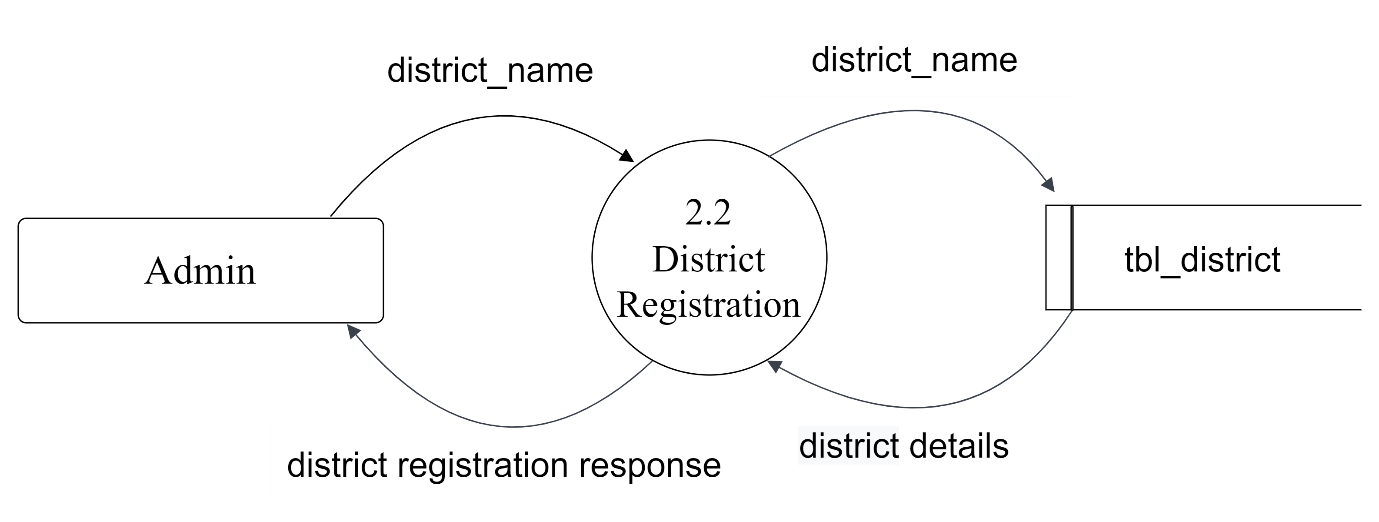 district_name
district_name
Admin
2.2
District
Registration
tbl_district
district registration response
district details